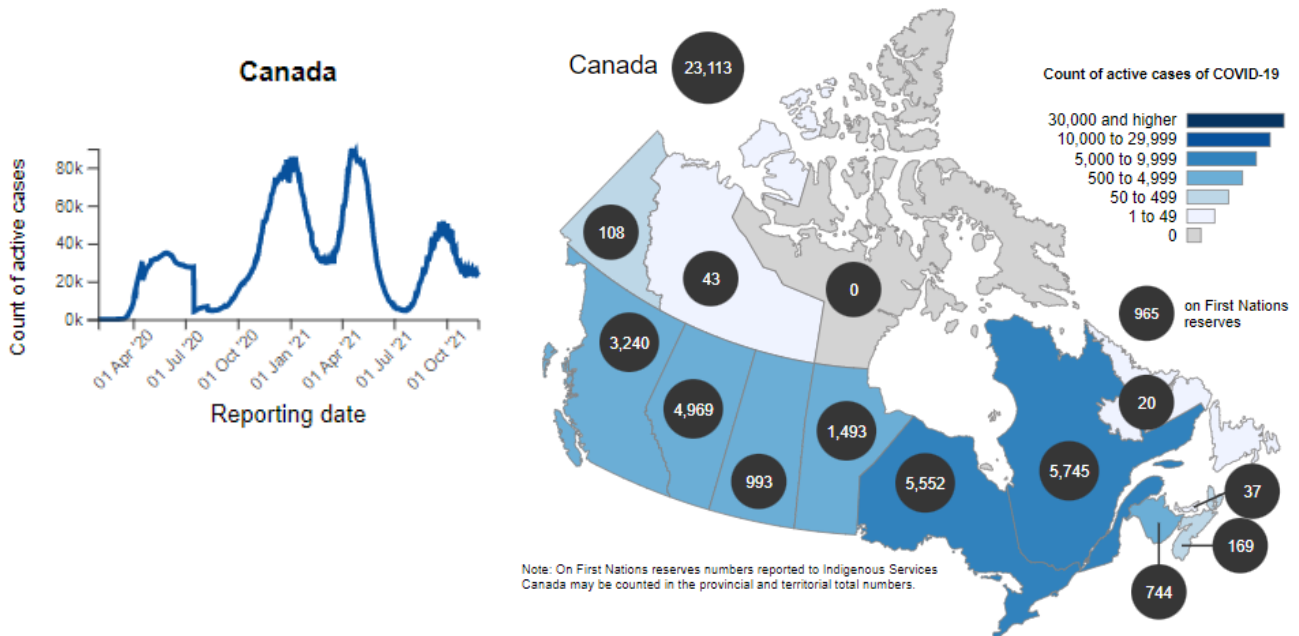 Canada
Count of active cases
80k
60k
40k
20k
0k
01 Apr '20
01 Jul '20
01 Oct '20
01 Jan '21
01 Apr '21
01 Jul '21
01 Oct '21
Reporting date
Canada
23,113
Count of active cases of COVID-19
30,000 and higher
10,000 to 29,999
5,000 to 9,999
500 to 4,999
50 to 499
1 to 49
0
108
43
0
965
on First Nations
reserves
3,240
4,969
993
1,493
5,552
5,745
20
37
169
744
Note: On First Nations reserves numbers reported to Indigenous Services
Canada may be counted in the provincial and territorial total numbers.